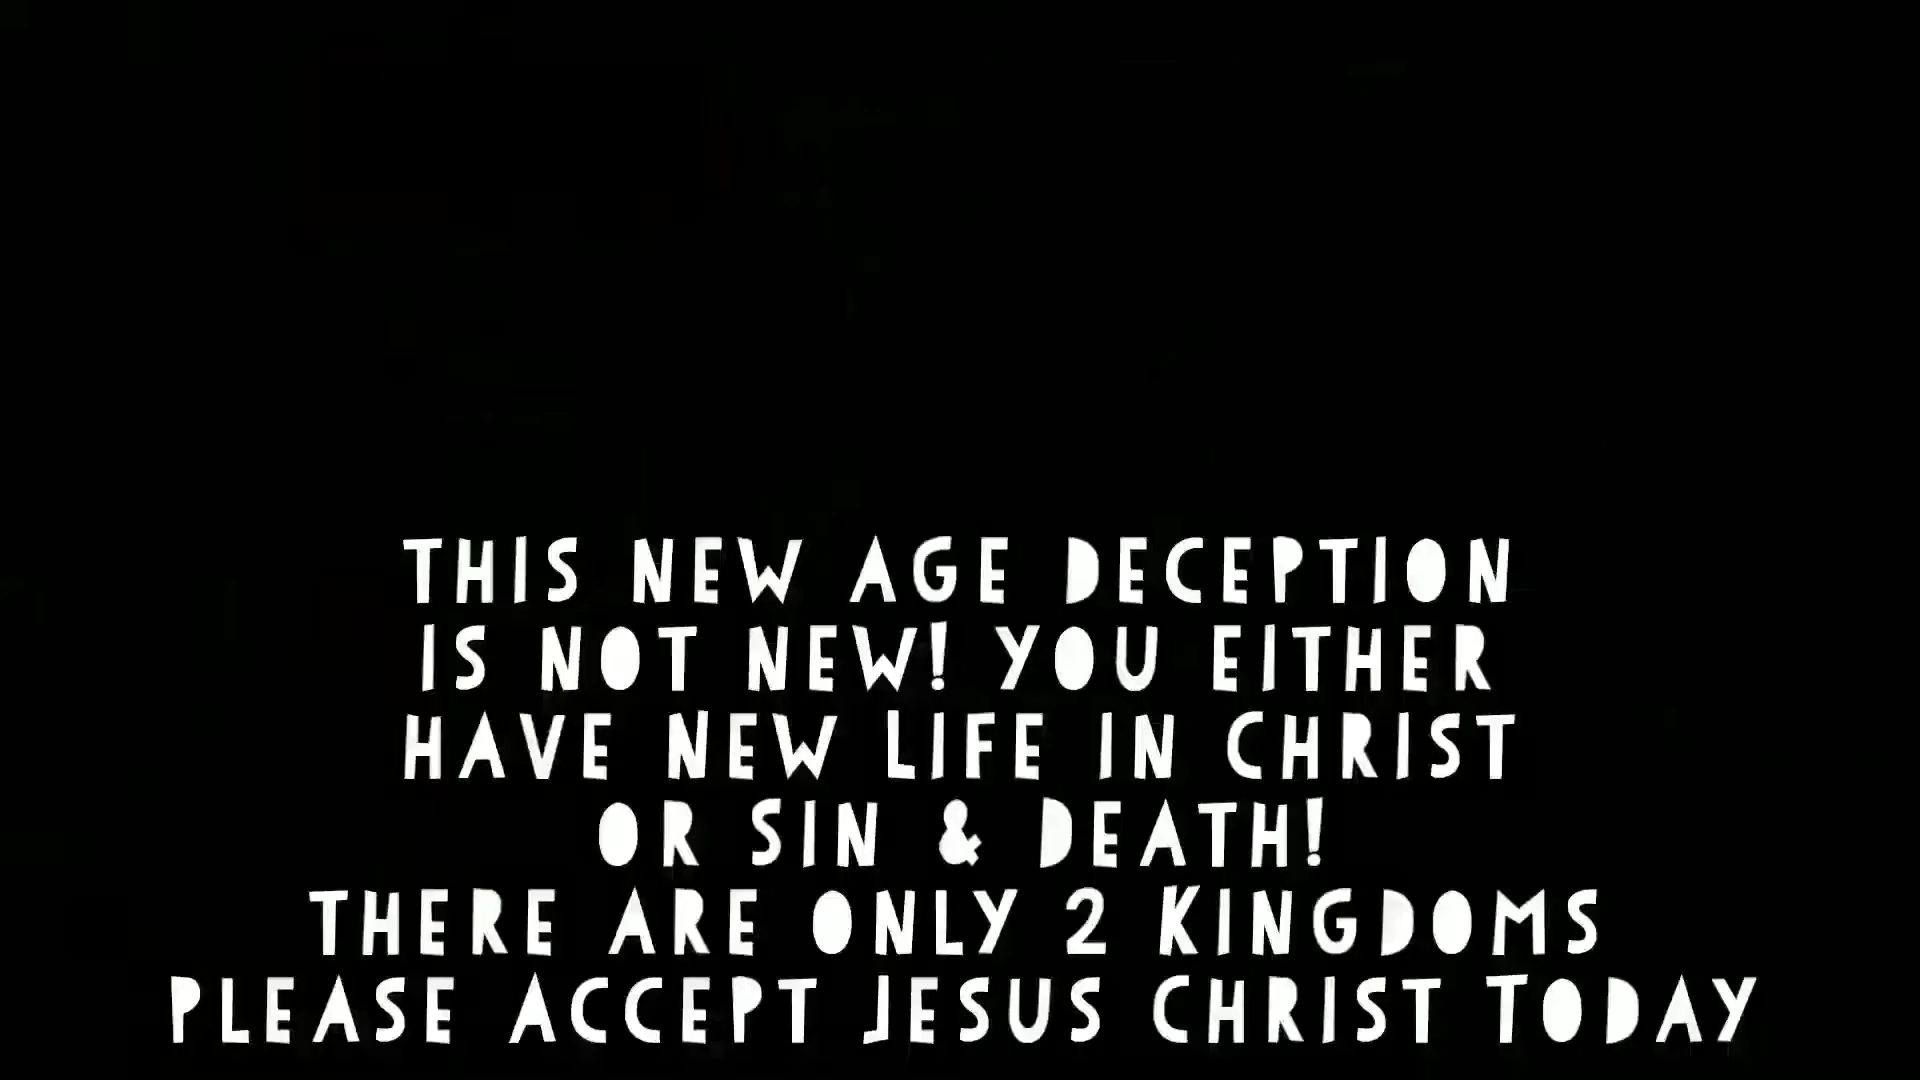 THIS NEW AGE DECEPTION
IS NOT NEW! YOU EITHER
HAVE NEW LIFE IN CHRIST
OR SIN & DEATH!
THERE ARE ONLY 2 KINGDOMS
PLEASE ACCEPT JESUS CHRIST TODAY